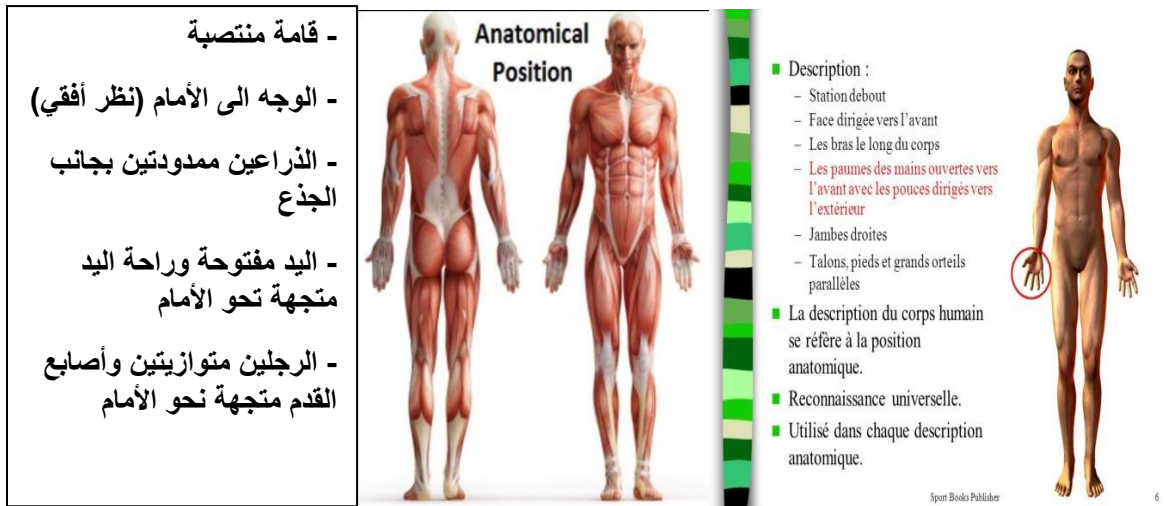 - قامة منتصبة
- الوجه الى الأمام (نظر أفقي)
- الذراعين ممدودتين بجانب
الجذع
- اليد مفتوحة وراحة اليد
متجهة تحو الأمام
- الرجلين متوازيتين وأصابع
القدم متجهة نحو الأمام
Anatomical
Position
Description :
– Station debout
– Face dirigée vers l’avant
– Les bras le long du corps
– Les paumes des mains ouvertes vers
l’avant avec les pouces dirigés vers
l’extérieur
– Jambes droites
– Talons, pieds et grands orteils
parallèles
La description du corps humain
se réfère à la position
anatomique.
Reconnaissance universelle.
Utilisé dans chaque description
anatomique.
Sport Books Publisher
6